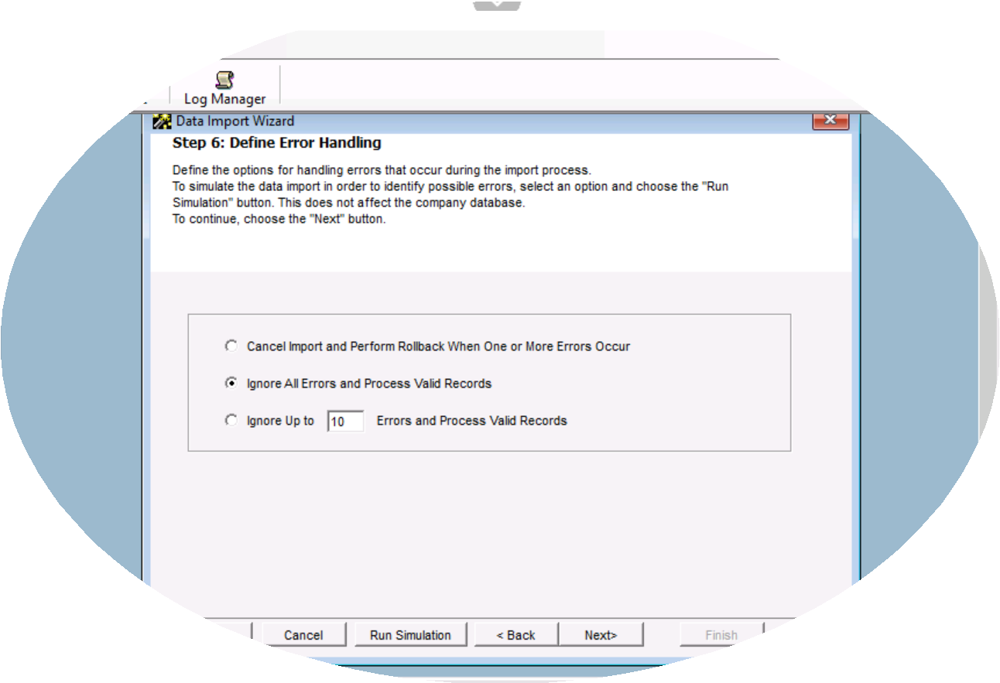 Log Manager
Data Import Wizard
Step 6: Define Error Handling
Define the options for handling errors that occur during the import process.
To simulate the data import in order to identify possible errors, select an option and choose the "Run
Simulation" button. This does not affect the company database.
To continue, choose the "Next" button.
Cancel Import and Perform Rollback When One or More Errors Occur
Ignore All Errors and Process Valid Records
Ignore Up to 10 Errors and Process Valid Records
Cancel Run Simulation < Back Next> Finish